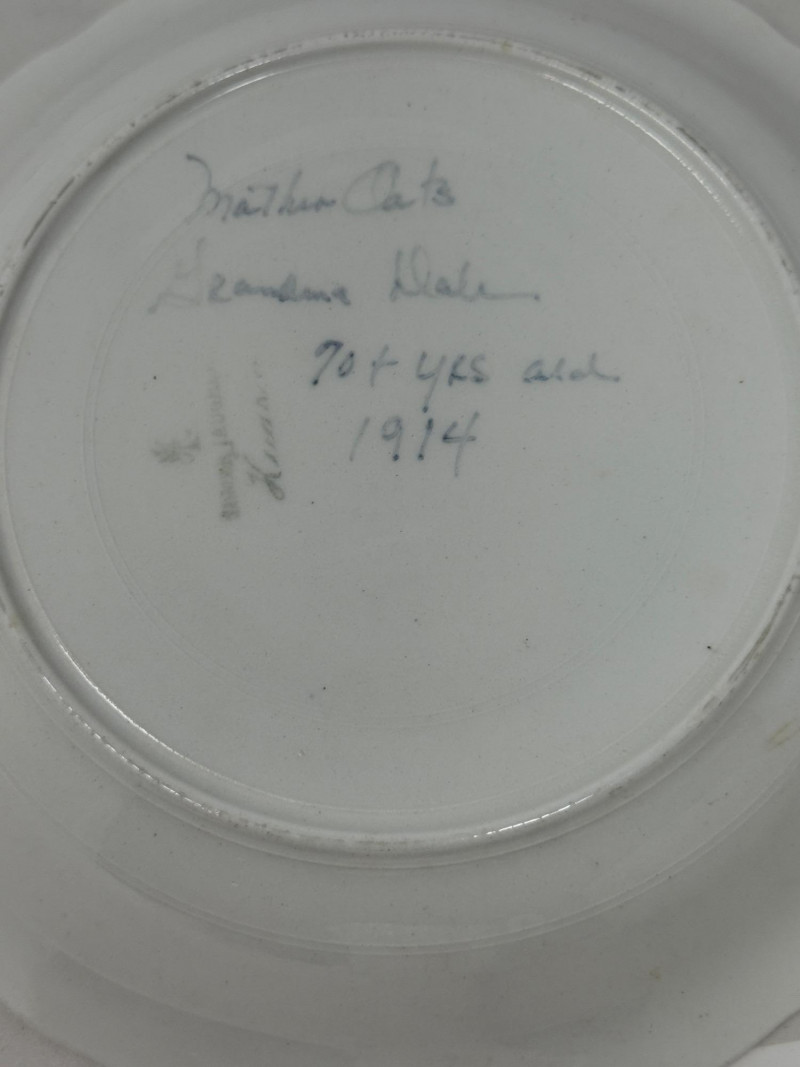 Mother Oats
Grandma Dale
70+ yrs old
1914